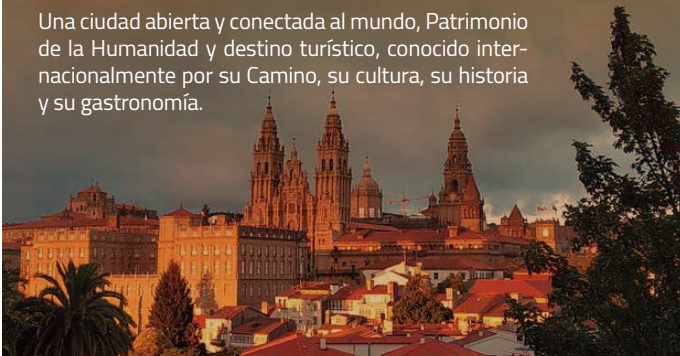 Una ciudad abierta y conectada al mundo, Patrimonio
de la Humanidad y destino turístico, conocido inter-
nacionalmente por su Camino, su cultura, su historia
y su gastronomía.